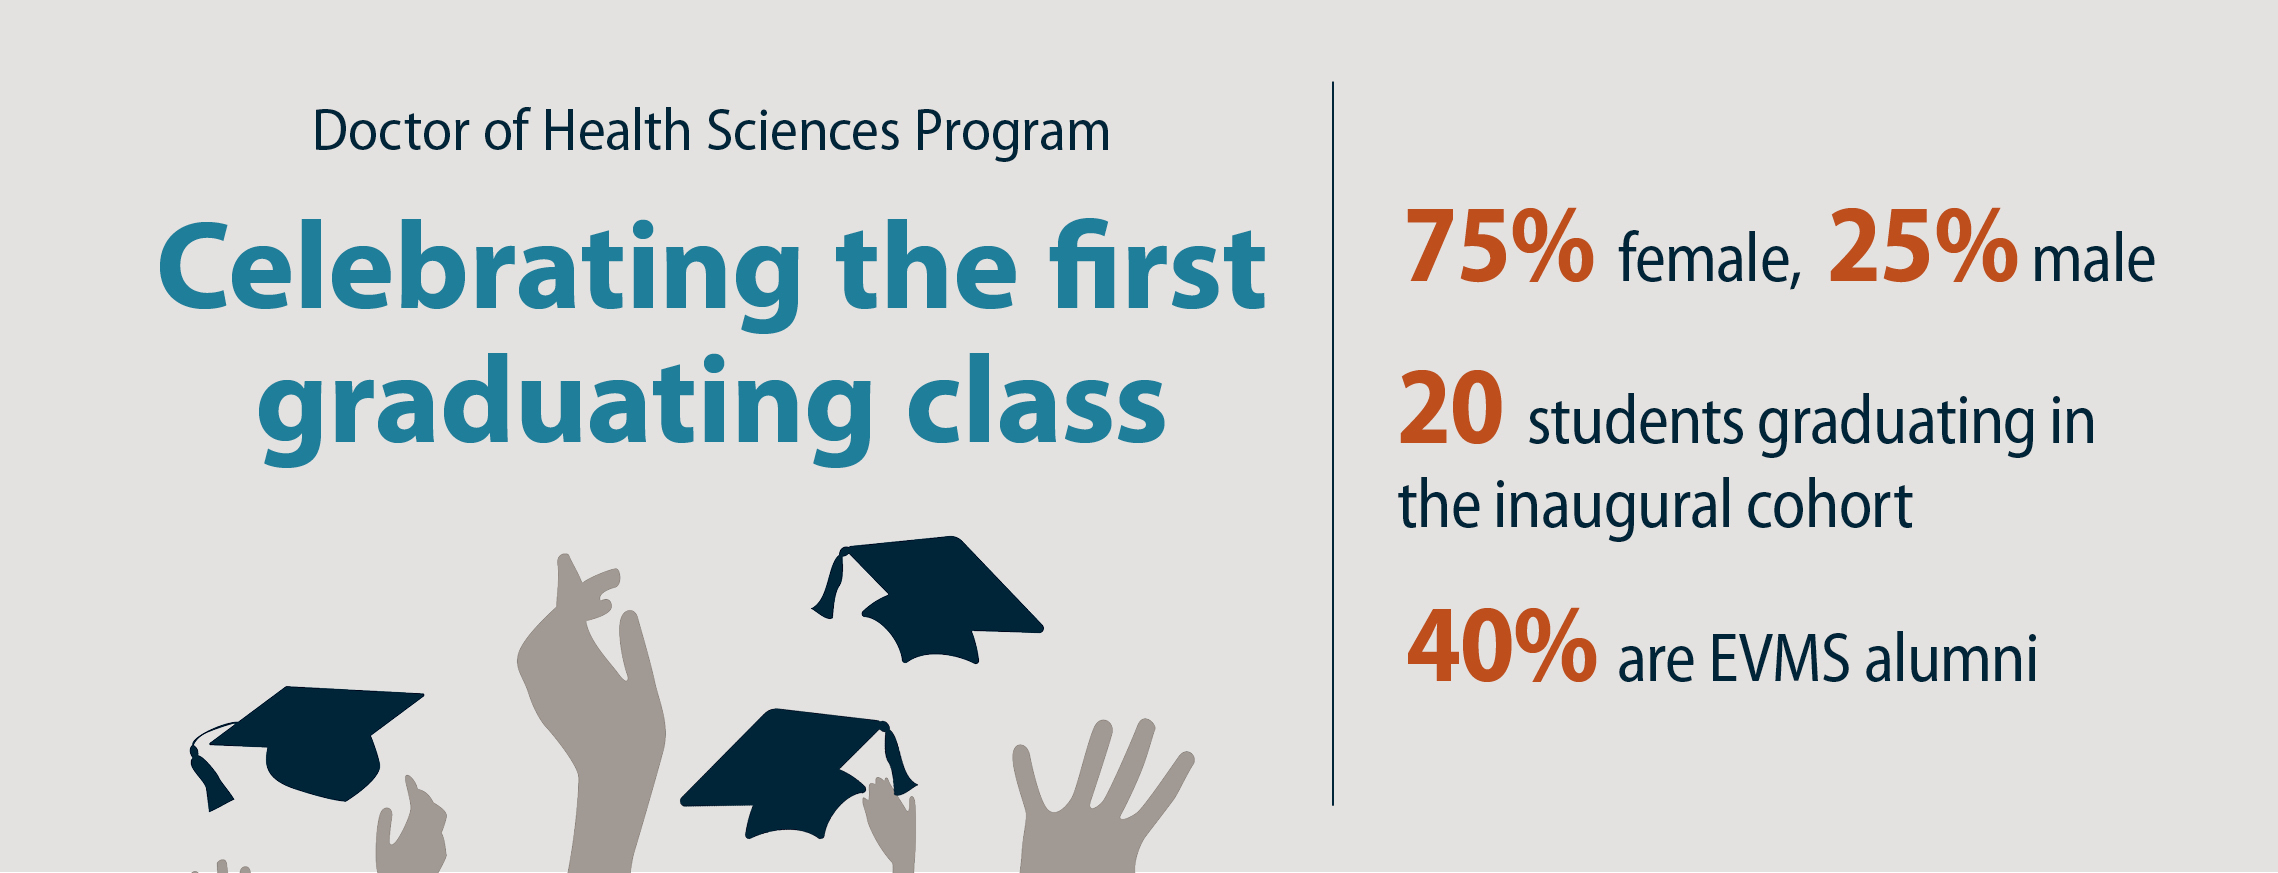 Doctor of Health Sciences Program
Celebrating the first
graduating class
75% female, 25% male
20 students graduating in
the inaugural cohort
40% are EVMS alumni